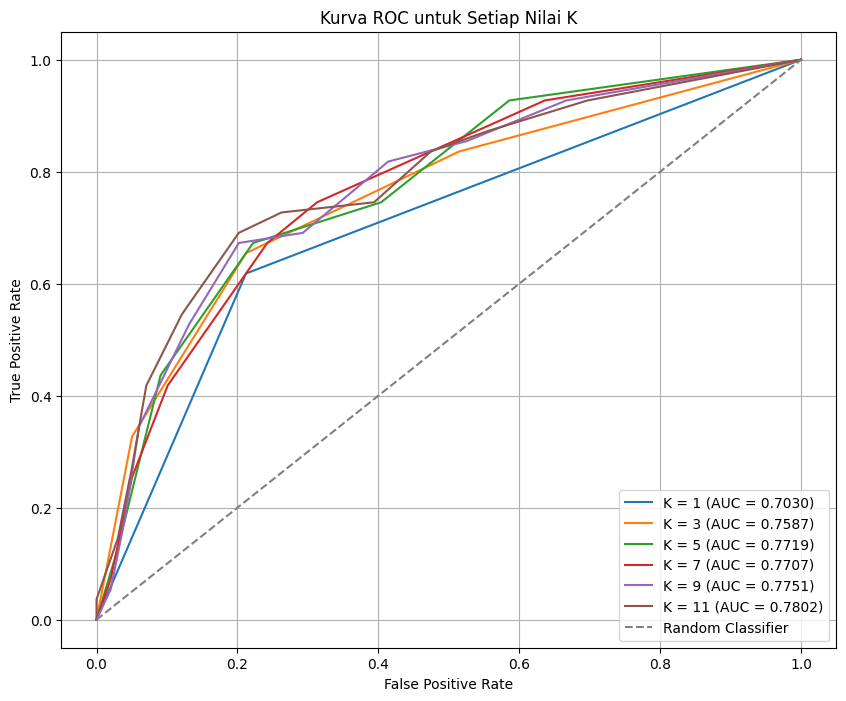 Kurva ROC untuk Setiap Nilai K
True Positive Rate
1.0
0.8
0.6
0.4
0.2
0.0
0.0 0.2 0.4 0.6 0.8 1.0
False Positive Rate
K = 1 (AUC = 0.7030)
K = 3 (AUC = 0.7587)
K = 5 (AUC = 0.7719)
K = 7 (AUC = 0.7707)
K = 9 (AUC = 0.7751)
K = 11 (AUC = 0.7802)
Random Classifier